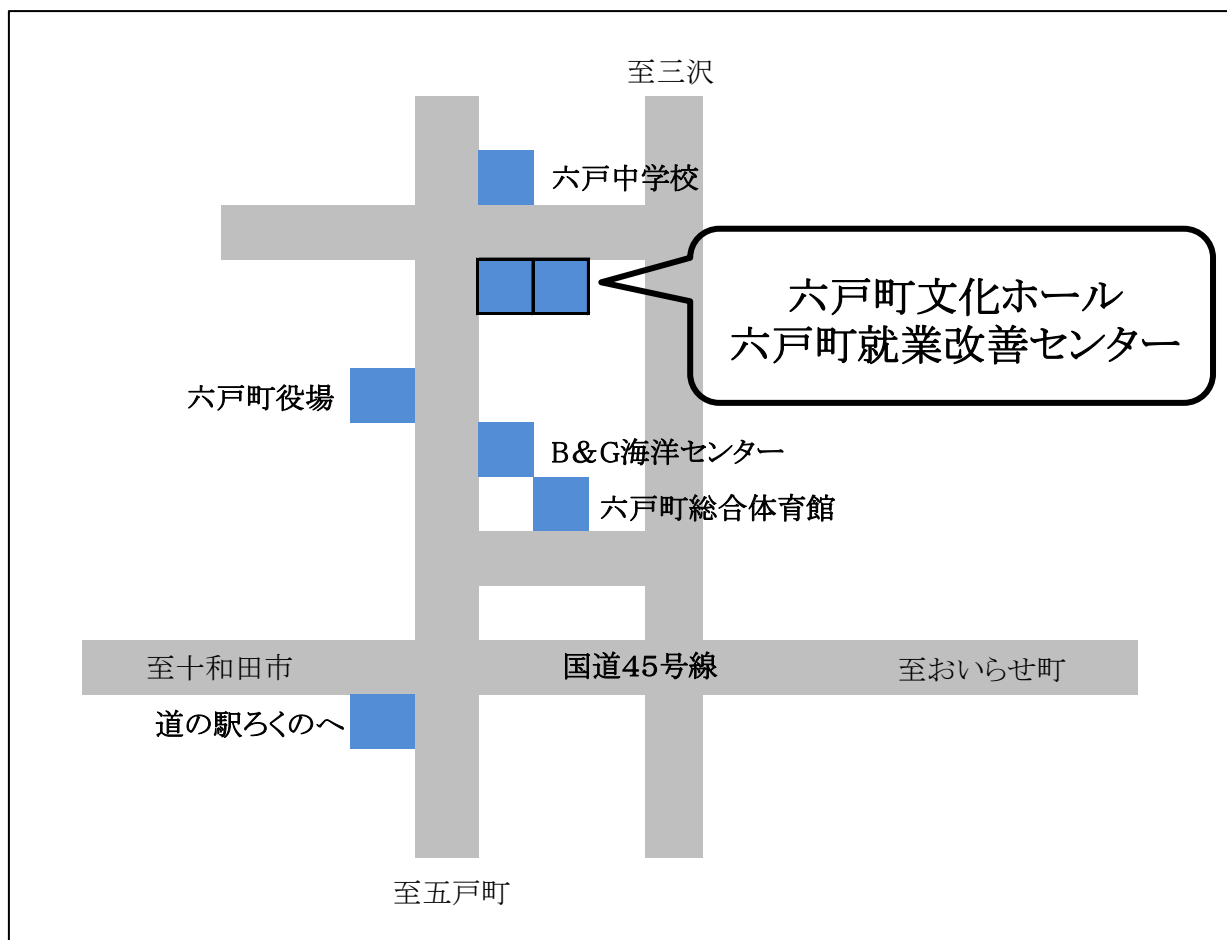 至三沢
六戸中学校
六戸町文化ホール
六戸町就業改善センター
六戸町役場
B&G海洋センター
六戸町総合体育館
至十和田市
国道45号線
至おいらせ町
道の駅ろくのへ
至五戸町